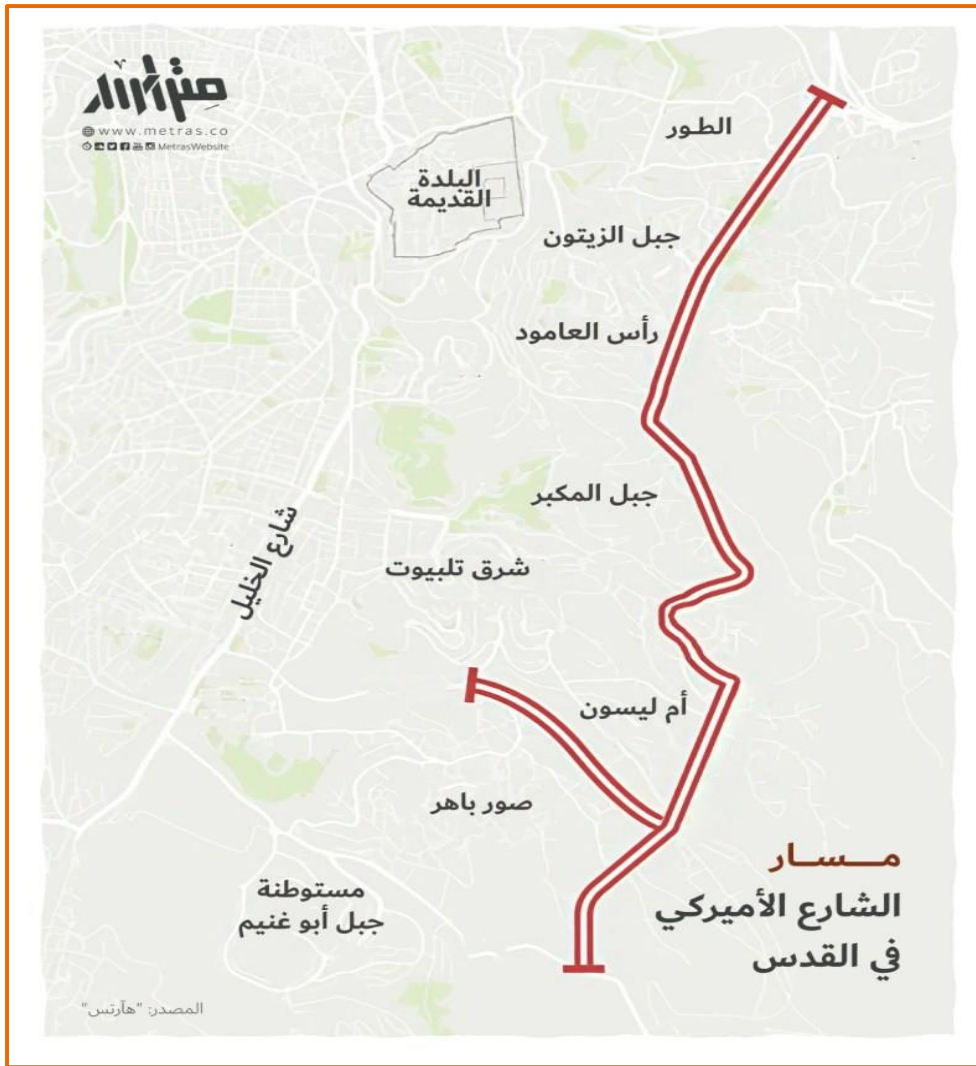 متراس
www.metras.co
MetrasWebsite
الطور
البلدة
القديمة
جبل الزيتون
رأس العامود
جبل المكبر
شارع الخليل
شرق تلبيوت
أم ليسون
صور باهر
مستوطنة
جبل أبو غنيم
مـــســـار
الشارع الأميركي
في القدس
المصدر: "هآرتس"